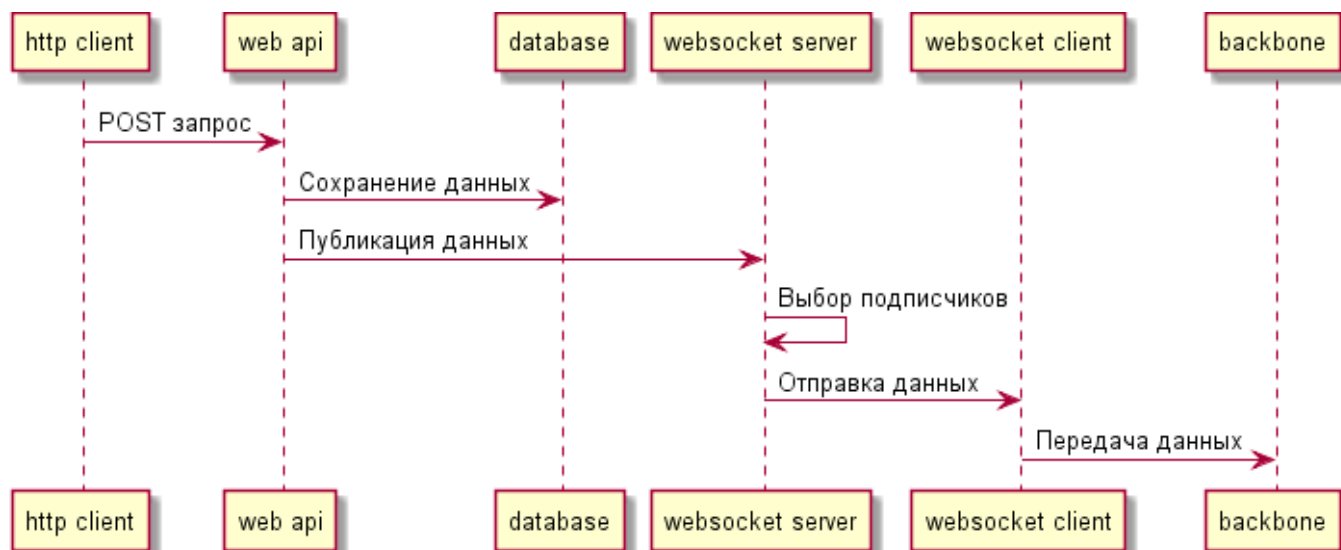 http client
web api
database
websocket server
websocket client
backbone
POST запрос
Сохранение данных
Публикация данных
Выбор подписчиков
Отправка данных
Передача данных
http client
web api
database
websocket server
websocket client
backbone